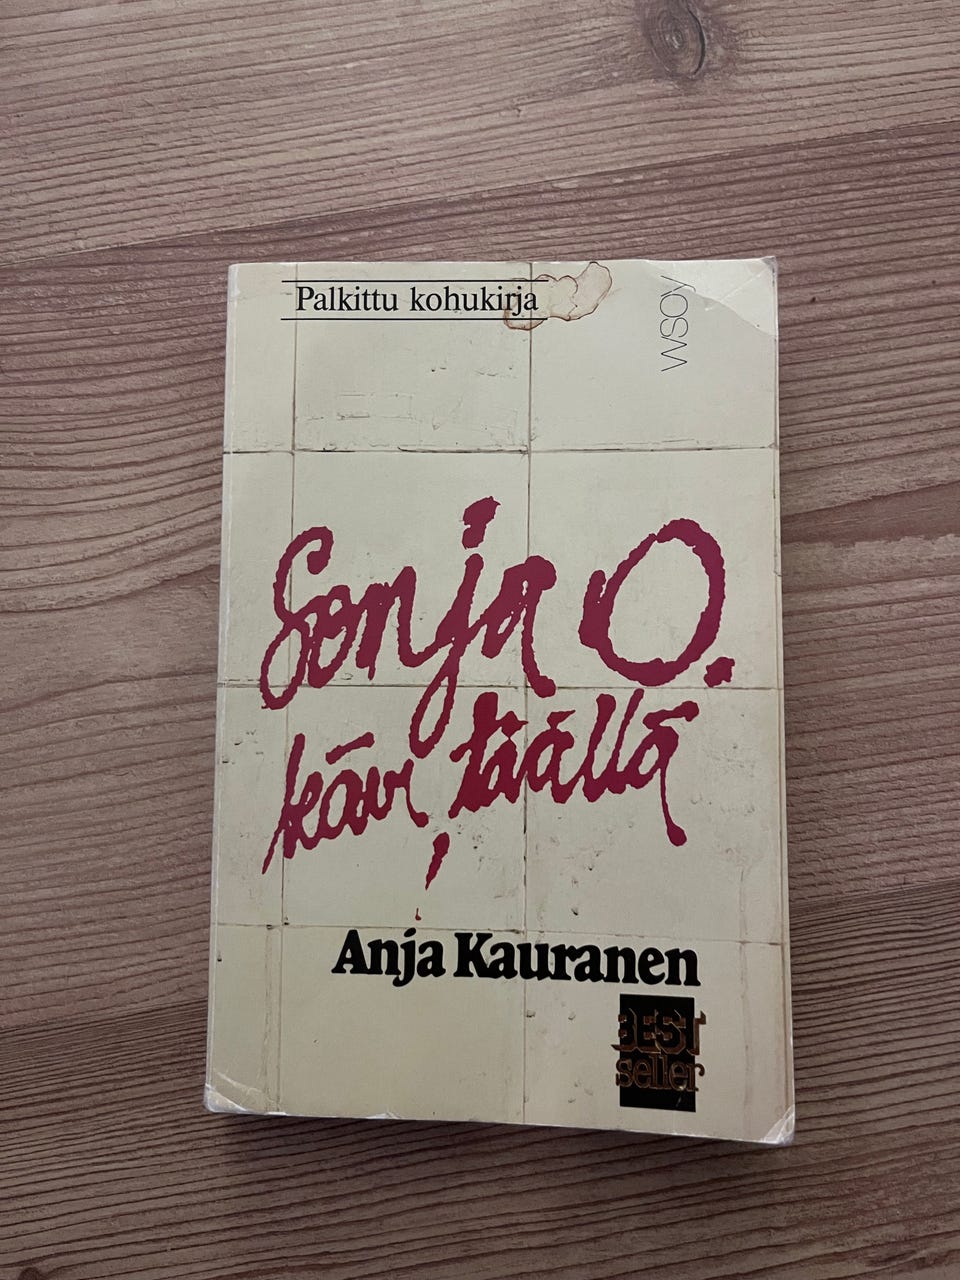 Palkittu kohukirja
WSOY
Sonja O.
kävi täällä
Anja Kauranen
BEST
seller